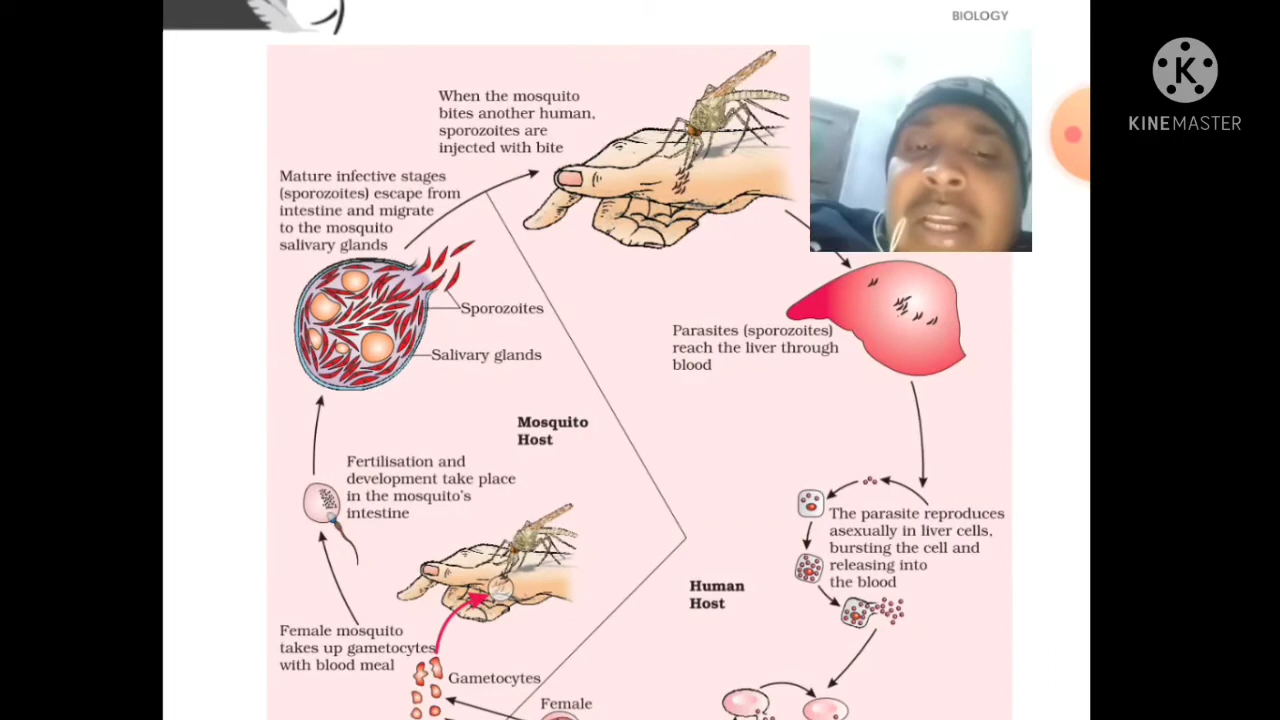 BIOLOGY
K
KINEMASTER
When the mosquito
bites another human,
sporozoites are
injected with bite
Mature infective stages
(sporozoites) escape from
intestine and migrate
to the mosquito
salivary glands
Sporozoites
Salivary glands
Parasites (sporozoites)
reach the liver through
blood
Mosquito
Host
Fertilisation and
development take place
in the mosquito's
intestine
The parasite reproduces
asexually in liver cells,
bursting the cell and
releasing into
the blood
Human
Host
Female mosquito
takes up gametocytes
with blood meal
Gametocytes
Female